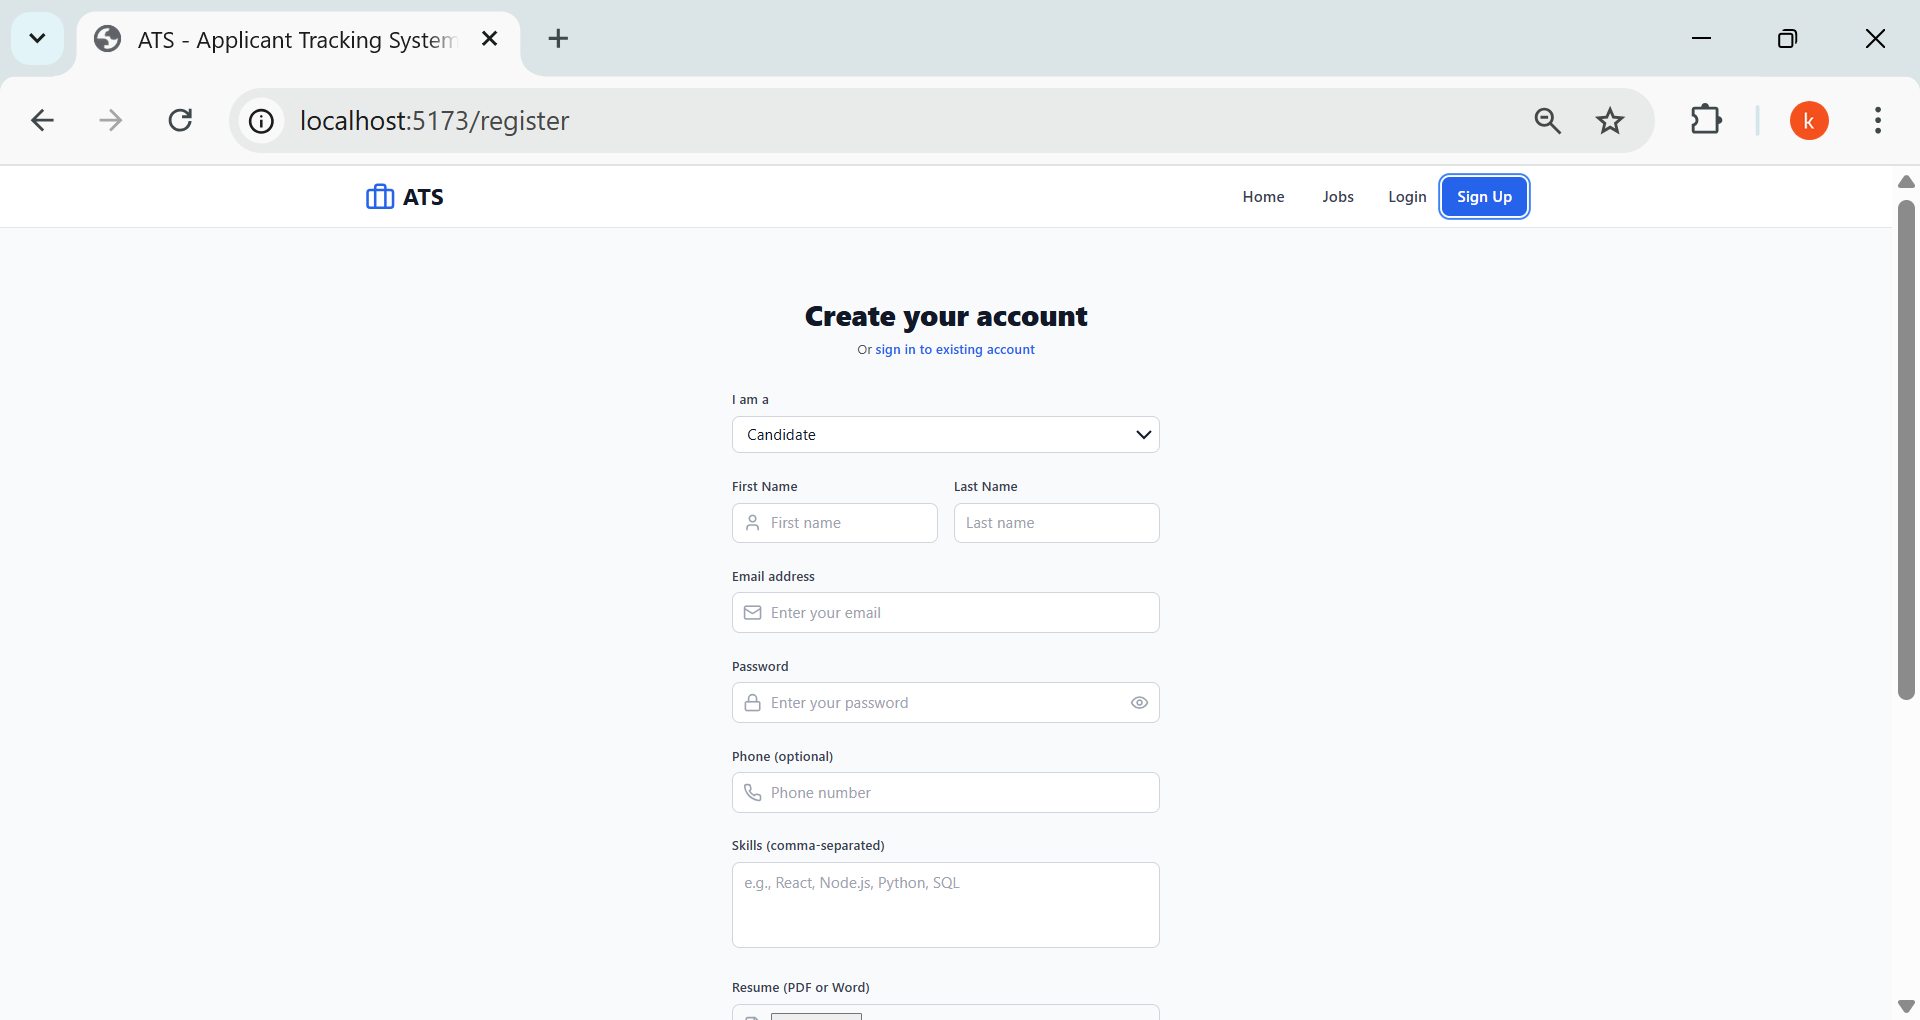 ATS - Applicant Tracking System
localhost:5173/register
k
ATS
Home Jobs Login Sign Up
Create your account
Or sign in to existing account
I am a
Candidate
First Name Last Name
First name Last name
Email address
Enter your email
Password
Enter your password
Phone (optional)
Phone number
Skills (comma-separated)
e.g., React, Node.js, Python, SQL
Resume (PDF or Word)